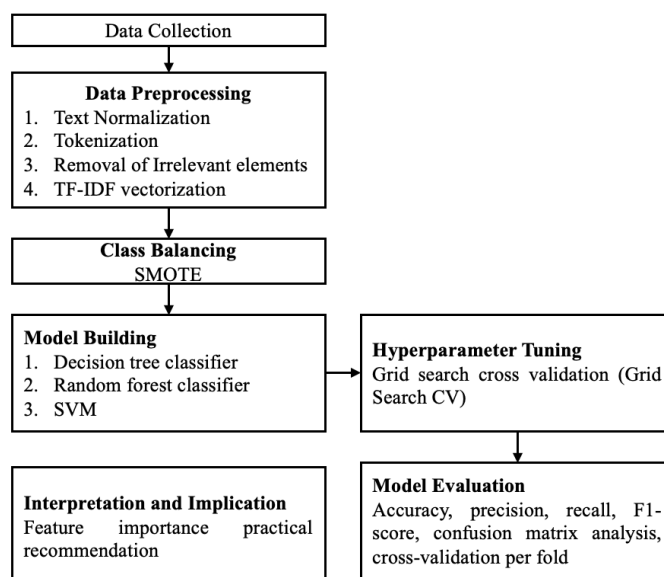 Data Collection
Data Preprocessing
1. Text Normalization
2. Tokenization
3. Removal of Irrelevant elements
4. TF-IDF vectorization
Class Balancing
SMOTE
Model Building
1. Decision tree classifier
2. Random forest classifier
3. SVM
Hyperparameter Tuning
Grid search cross validation (Grid
Search CV)
Interpretation and Implication
Feature importance practical
recommendation
Model Evaluation
Accuracy, precision, recall, F1-
score, confusion matrix analysis,
cross-validation per fold